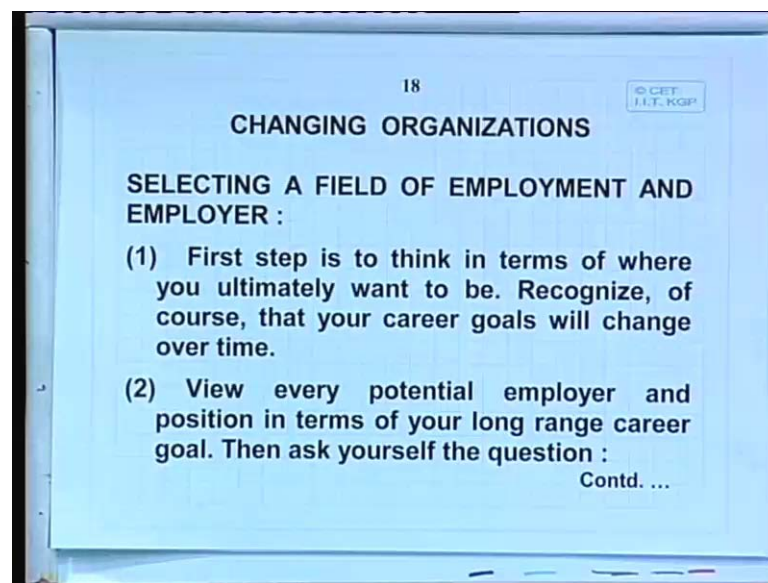 18
© CET
I.I.T. KGP
CHANGING ORGANIZATIONS
SELECTING A FIELD OF EMPLOYMENT AND
EMPLOYER :
(1) First step is to think in terms of where
you ultimately want to be. Recognize, of
course, that your career goals will change
over time.
(2) View every potential employer and
position in terms of your long range career
goal. Then ask yourself the question :
Contd. ...